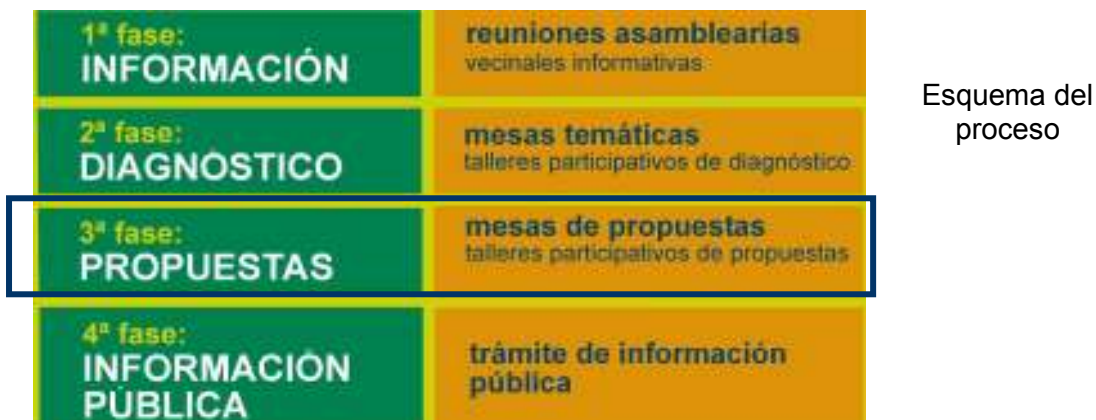 1ª fase:
INFORMACIÓN
reuniones asamblearias
vecinales informativas
Esquema del
proceso
2ª fase:
DIAGNÓSTICO
mesas temáticas
talleres participativos de diagnóstico
3ª fase:
PROPUESTAS
mesas de propuestas
talleres participativos de propuestas
4ª fase:
INFORMACIÓN
PÚBLICA
trámite de información
pública